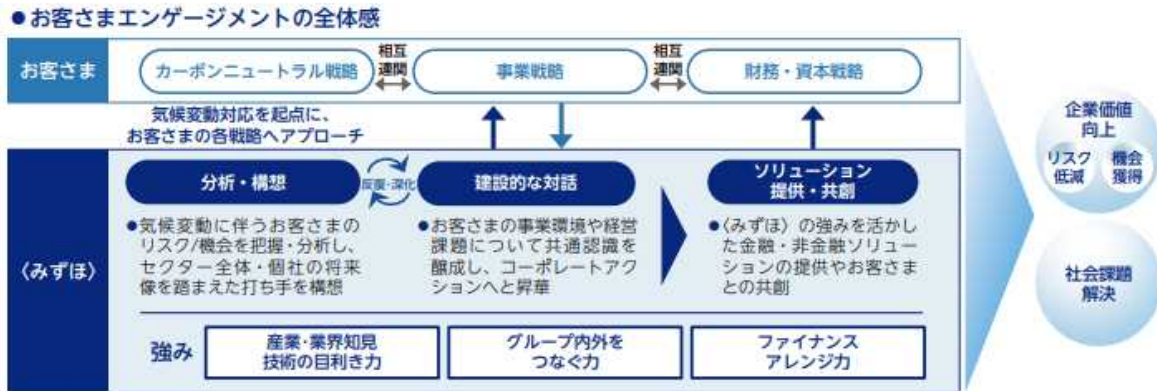 ●お客さまエンゲージメントの全体感
お客さま
カーボンニュートラル戦略
相互
連関
事業戦略
相互
連関
財務・資本戦略
気候変動対応を起点に、
お客さまの各戦略へアプローチ
〈みずほ〉
分析・構想
反復・深化
建設的な対話
ソリューション
提供・共創
●気候変動に伴うお客さまの
リスク/機会を把握・分析し、
セクター全体・個社の将来
像を踏まえた打ち手を構想
●お客さまの事業環境や経営
課題について共通認識を
醸成し、コーポレートアク
ションへと昇華
●〈みずほ〉の強みを活かし
た金融・非金融ソリュー
ションの提供やお客さま
との共創
強み
産業・業界知見
技術の目利き力
グループ内外を
つなぐ力
ファイナンス
アレンジ力
企業価値
向上
リスク
低減
機会
獲得
社会課題
解決